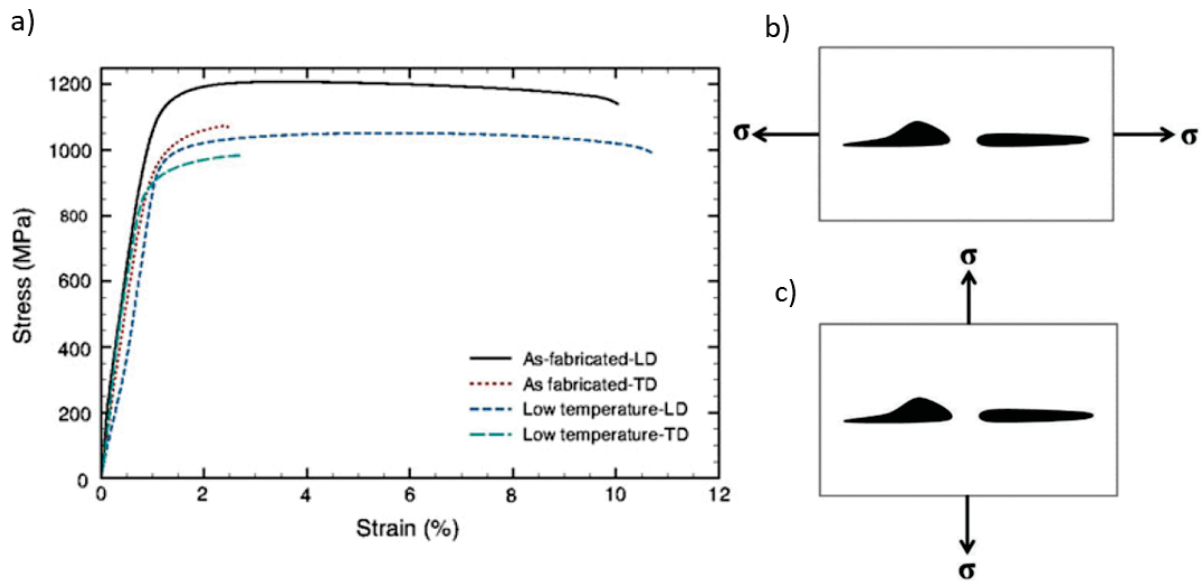 a)
1200
1000
800
600
400
200
0
Stress (MPa)
0 2 4 6 8 10 12
Strain (%)
As-fabricated-LD
As fabricated-TD
Low temperature-LD
Low temperature-TD
b)
σ σ
c)
σ
σ